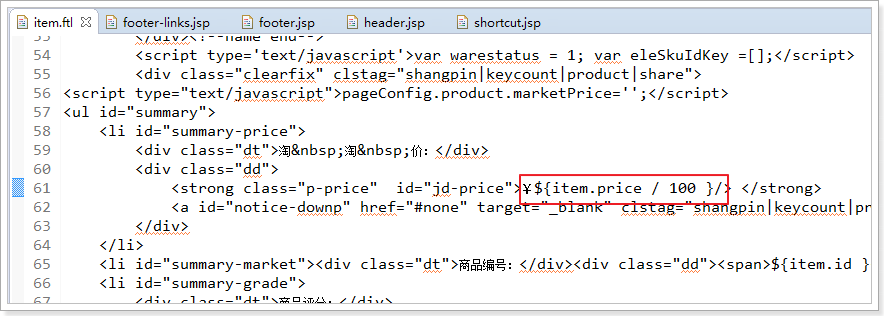 item.ftl footer-links.jsp footer.jsp header.jsp shortcut.jsp
53 </div><!--name end-->
54 <script type='text/javascript'>var warestatus = 1; var eleSkuIdKey =[];</script>
55 <div class="clearfix" clstag="shangpin|keycount|product|share">
56 <script type="text/javascript">pageConfig.product.marketPrice='';</script>
57 <ul id="summary">
58 <li id="summary-price">
59 <div class="dt">淘&nbsp;淘&nbsp;价：</div>
60 <div class="dd">
61 <strong class="p-price"  id="jd-price">¥${item.price / 100 }/> </strong>
62 <a id="notice-downp" href="#none" target="_blank" clstag="shangpin|keycount|pr
63 </div>
64 </li>
65 <li id="summary-market"><div class="dt">商品编号：</div><div class="dd"><span>${item.id }
66 <li id="summary-grade">
67 <div class="dt">商品评分：</div>